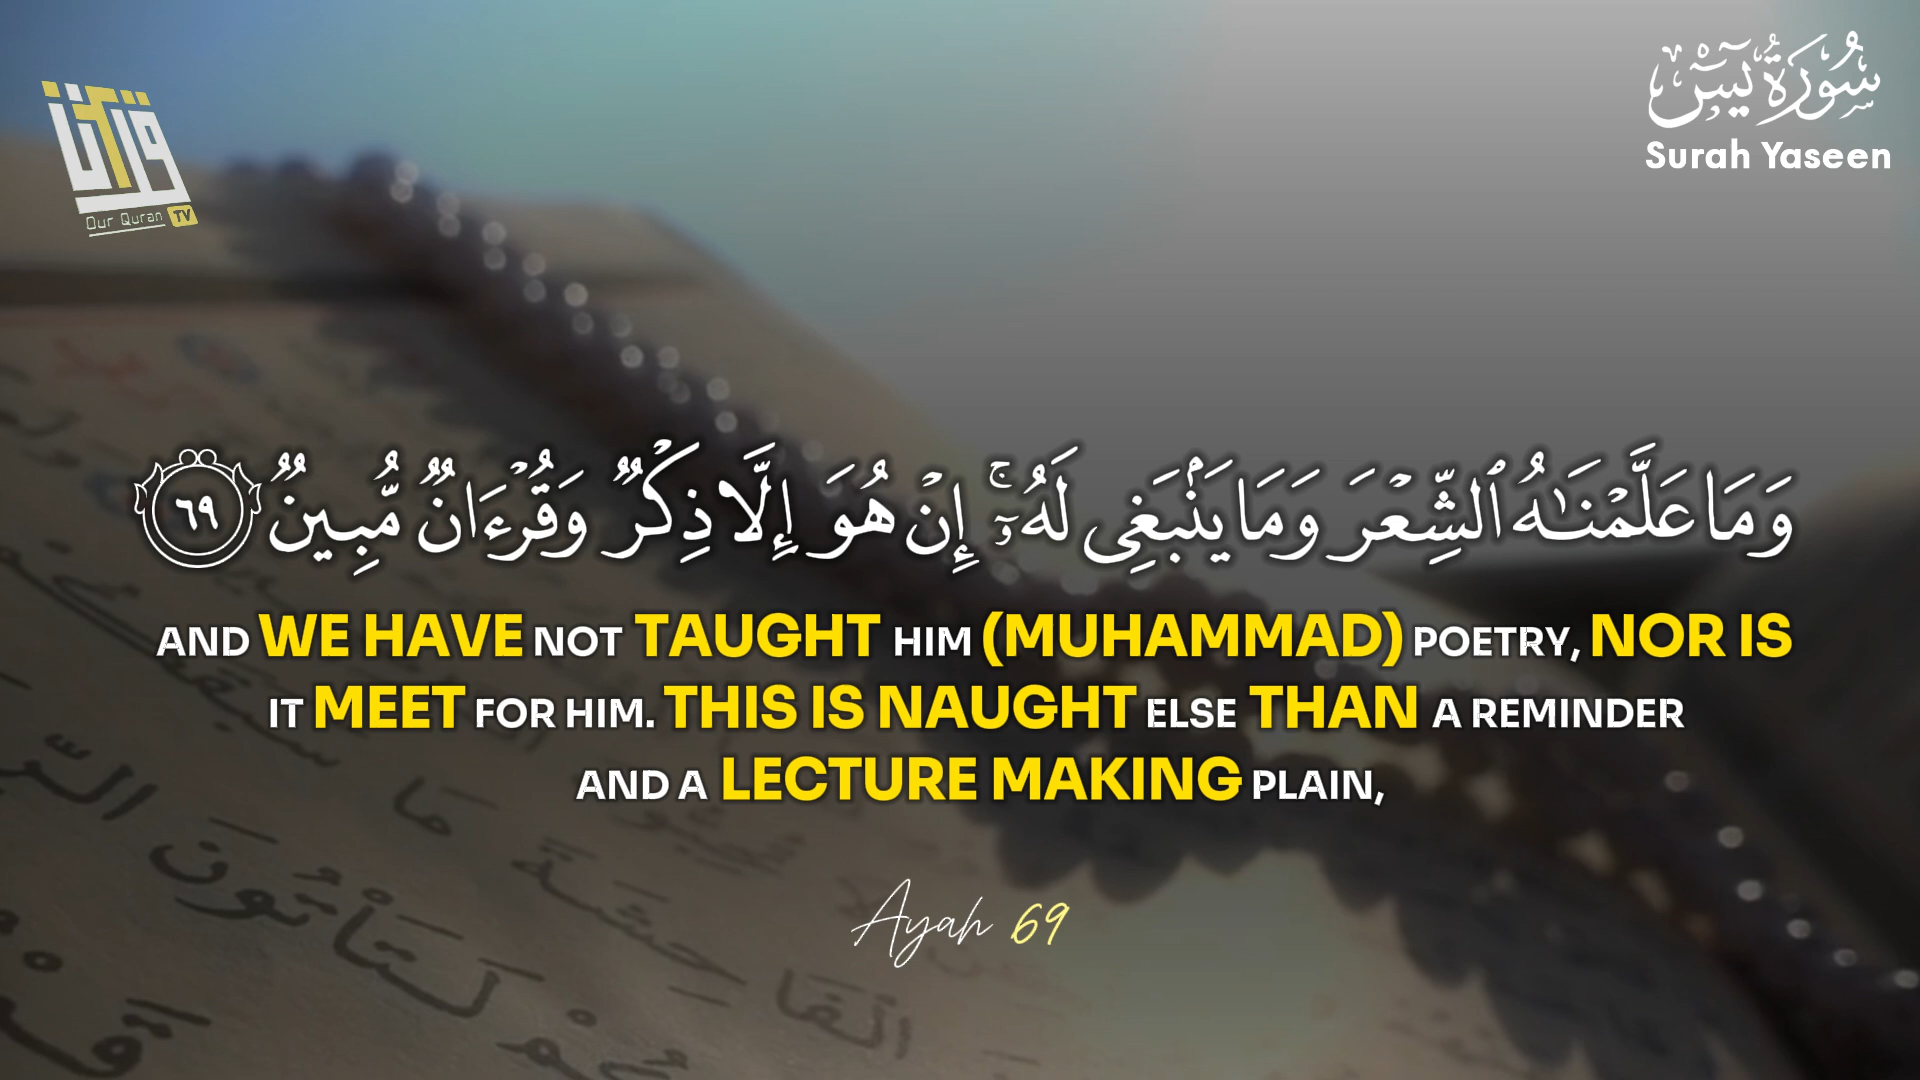 قرآننا
Our Quran TV
سُورَةُ يسٓ
Surah Yaseen
وَمَا عَلَّمْنَٰهُ ٱلشِّعْرَ وَمَا يَنۢبَغِى لَهُۥٓ ۚ إِنْ هُوَ إِلَّا ذِكْرٌ وَقُرْءَانٌ مُّبِينٌ ٦٩
AND WE HAVE NOT TAUGHT HIM (MUHAMMAD) POETRY, NOR IS
IT MEET FOR HIM. THIS IS NAUGHT ELSE THAN A REMINDER
AND A LECTURE MAKING PLAIN,
Ayah 69